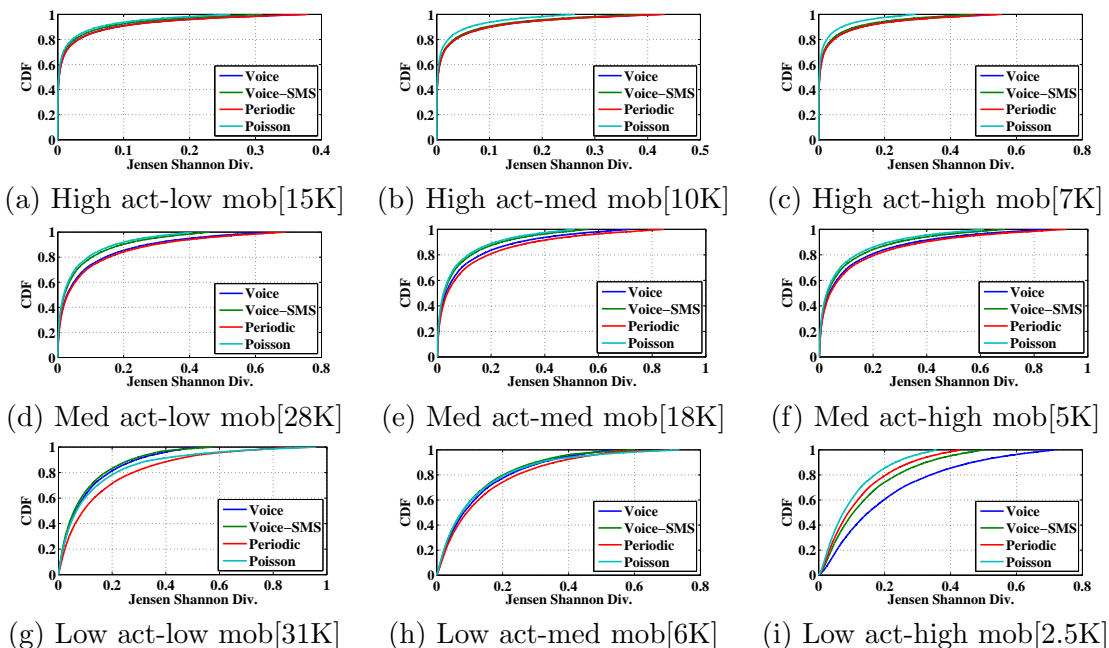 CDF
1
0.8
0.6
0.4
0.2
0
Voice
Voice-SMS
Periodic
Poisson
0 0.1 0.2 0.3 0.4
Jensen Shannon Div.
(a) High act-low mob[15K]
CDF
1
0.8
0.6
0.4
0.2
0
Voice
Voice-SMS
Periodic
Poisson
0 0.1 0.2 0.3 0.4 0.5
Jensen Shannon Div.
(b) High act-med mob[10K]
CDF
1
0.8
0.6
0.4
0.2
0
Voice
Voice-SMS
Periodic
Poisson
0 0.2 0.4 0.6 0.8
Jensen Shannon Div.
(c) High act-high mob[7K]
CDF
1
0.8
0.6
0.4
0.2
0
Voice
Voice-SMS
Periodic
Poisson
0 0.2 0.4 0.6 0.8
Jensen Shannon Div.
(d) Med act-low mob[28K]
CDF
1
0.8
0.6
0.4
0.2
0
Voice
Voice-SMS
Periodic
Poisson
0 0.2 0.4 0.6 0.8 1
Jensen Shannon Div.
(e) Med act-med mob[18K]
CDF
1
0.8
0.6
0.4
0.2
0
Voice
Voice-SMS
Periodic
Poisson
0 0.2 0.4 0.6 0.8 1
Jensen Shannon Div.
(f) Med act-high mob[5K]
CDF
1
0.8
0.6
0.4
0.2
0
Voice
Voice-SMS
Periodic
Poisson
0 0.2 0.4 0.6 0.8 1
Jensen Shannon Div.
(g) Low act-low mob[31K]
CDF
1
0.8
0.6
0.4
0.2
0
Voice
Voice-SMS
Periodic
Poisson
0 0.2 0.4 0.6 0.8
Jensen Shannon Div.
(h) Low act-med mob[6K]
CDF
1
0.8
0.6
0.4
0.2
0
Voice
Voice-SMS
Periodic
Poisson
0 0.2 0.4 0.6 0.8
Jensen Shannon Div.
(i) Low act-high mob[2.5K]